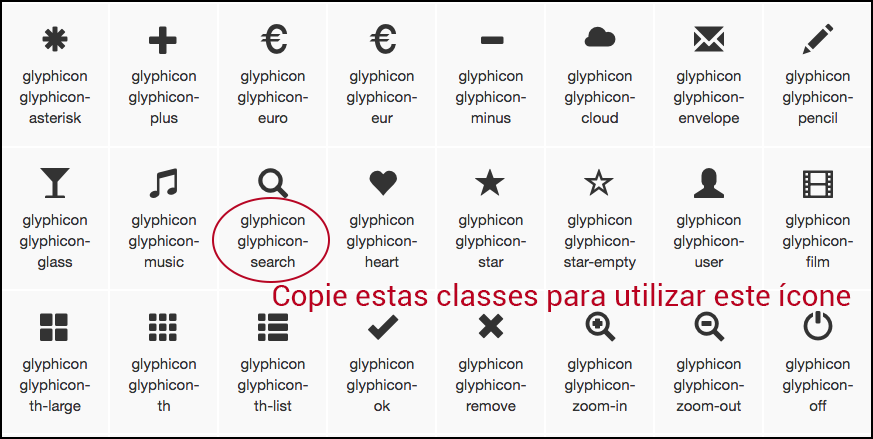 glyphicon glyphicon glyphicon glyphicon glyphicon glyphicon glyphicon glyphicon
glyphicon- glyphicon- glyphicon- glyphicon- glyphicon- glyphicon- glyphicon- glyphicon-
asterisk plus euro eur minus cloud envelope pencil
glyphicon glyphicon glyphicon glyphicon glyphicon glyphicon glyphicon glyphicon
glyphicon- glyphicon- glyphicon- glyphicon- glyphicon- glyphicon- glyphicon- glyphicon-
glass music search heart star star-empty user film
Copie estas classes para utilizar este ícone
glyphicon glyphicon glyphicon glyphicon glyphicon glyphicon glyphicon glyphicon
glyphicon- glyphicon- glyphicon- glyphicon- glyphicon- glyphicon- glyphicon- glyphicon-
th-large th th-list ok remove zoom-in zoom-out off